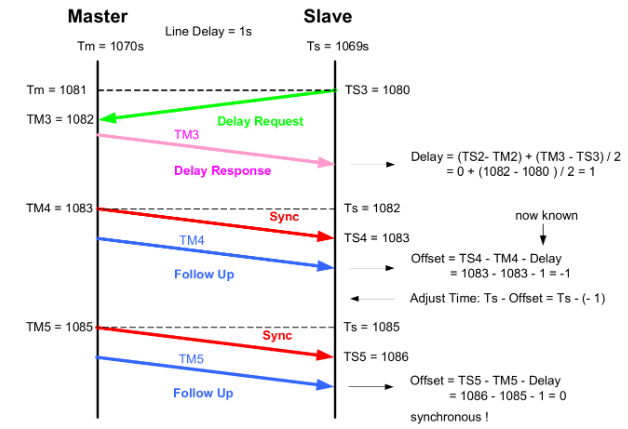 Master Slave
Line Delay = 1s
Tm = 1070s Ts = 1069s
Tm = 1081 TS3 = 1080
TM3 = 1082 Delay Request
TM3
Delay = (TS2- TM2) + (TM3 - TS3) / 2
Delay Response
= 0 + (1082 - 1080 ) / 2 = 1
TM4 = 1083 Ts = 1082
Sync now known
TM4 TS4 = 1083
Offset = TS4 - TM4 - Delay
Follow Up = 1083 - 1083 - 1 = -1
Adjust Time: Ts - Offset = Ts - (- 1)
TM5 = 1085 Ts = 1085
Sync
TM5 TS5 = 1086
Offset = TS5 - TM5 - Delay
Follow Up = 1086 - 1085 - 1 = 0
synchronous !